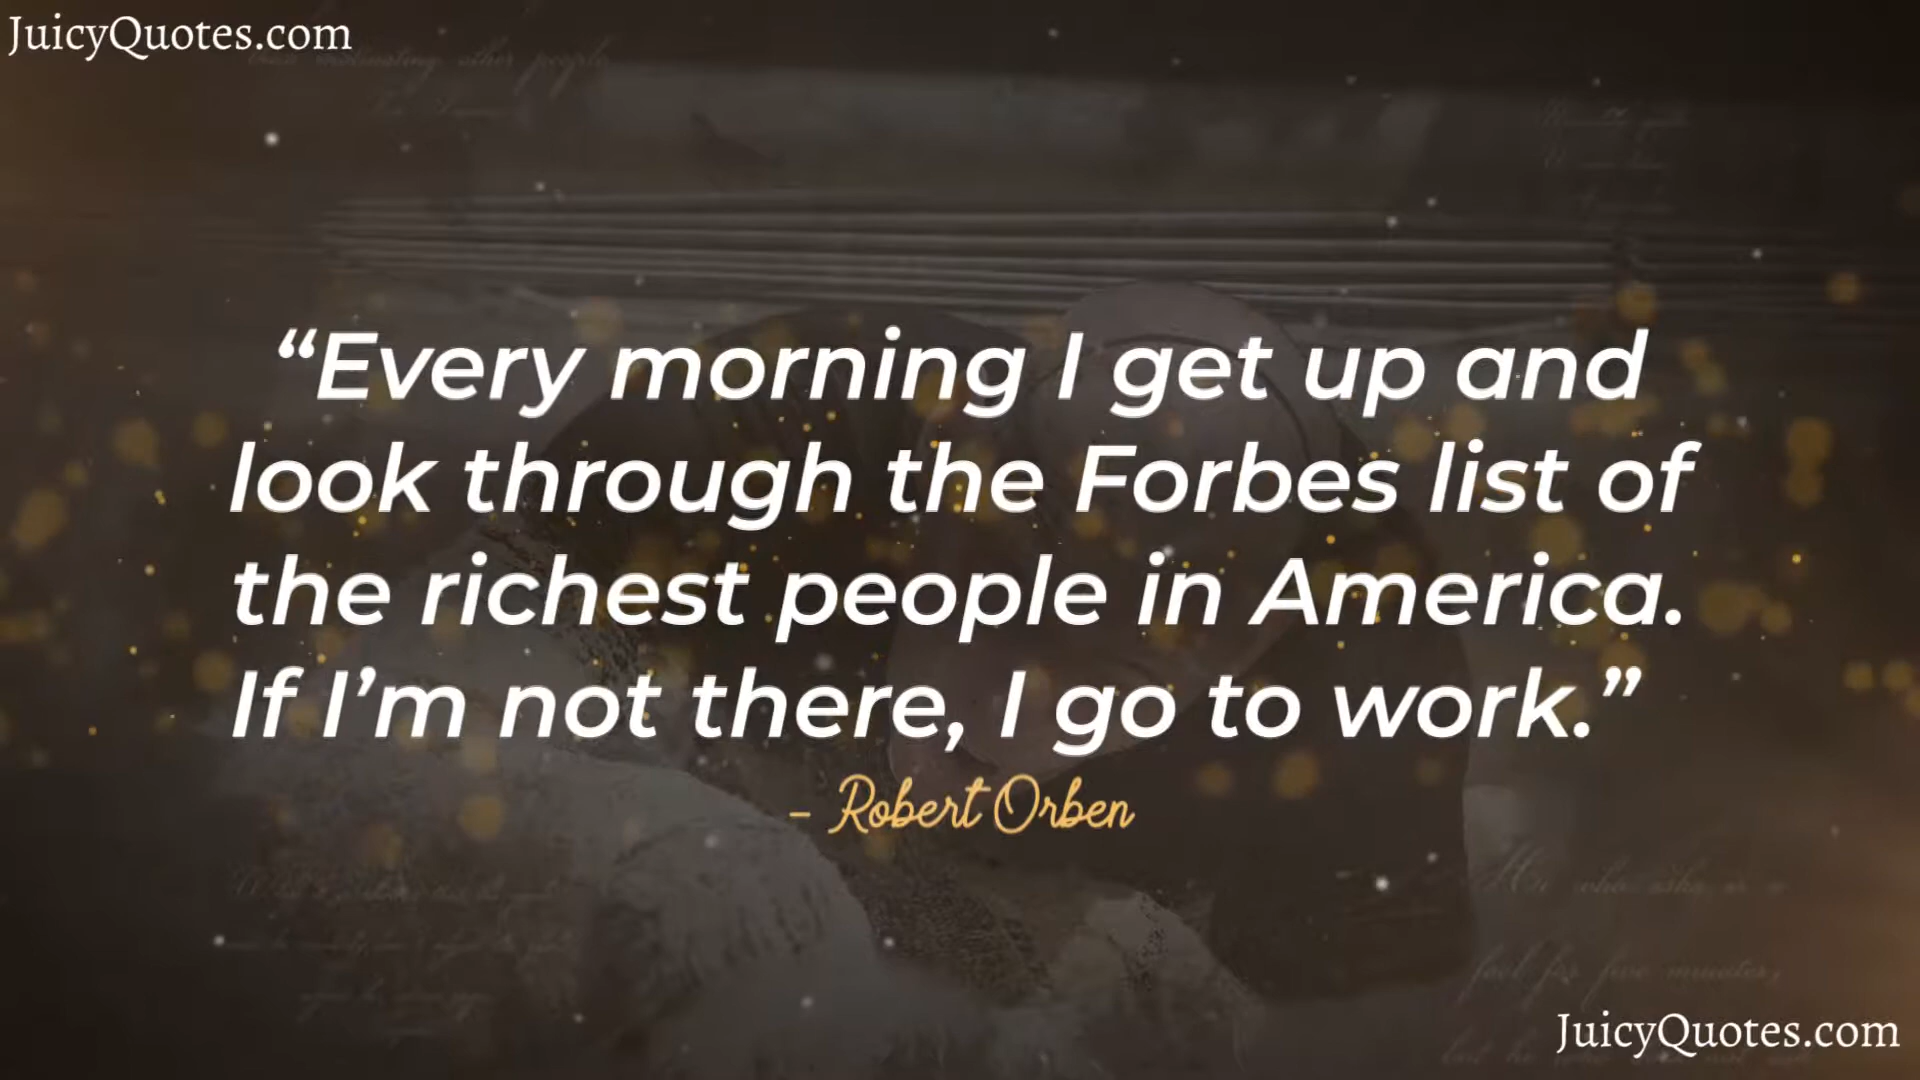 JuicyQuotes.com
“Every morning I get up and
look through the Forbes list of
the richest people in America.
If I’m not there, I go to work.”
– Robert Orben
JuicyQuotes.com